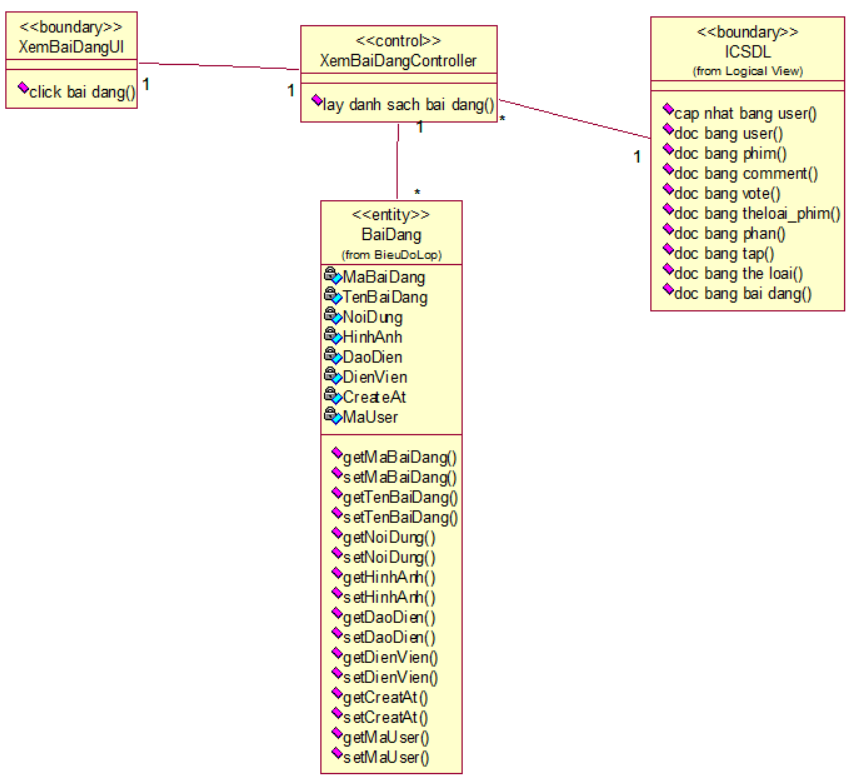 <<boundary>>
XemBaiDangUI
click bai dang()
1
1
<<control>>
XemBaiDangController
lay danh sach bai dang()
1
*
*
1
<<boundary>>
ICSDL
(from Logical View)
cap nhat bang user()
doc bang user()
doc bang phim()
doc bang comment()
doc bang vote()
doc bang theloai_phim()
doc bang phan()
doc bang tap()
doc bang the loai()
doc bang bai dang()
<<entity>>
BaiDang
(from BieuDoLop)
MaBaiDang
TenBaiDang
NoiDung
HinhAnh
DaoDien
DienVien
CreateAt
MaUser
getMaBaiDang()
setMaBaiDang()
getTenBaiDang()
setTenBaiDang()
getNoiDung()
setNoiDung()
getHinhAnh()
setHinhAnh()
getDaoDien()
setDaoDien()
getDienVien()
setDienVien()
getCreatAt()
setCreatAt()
getMaUser()
setMaUser()